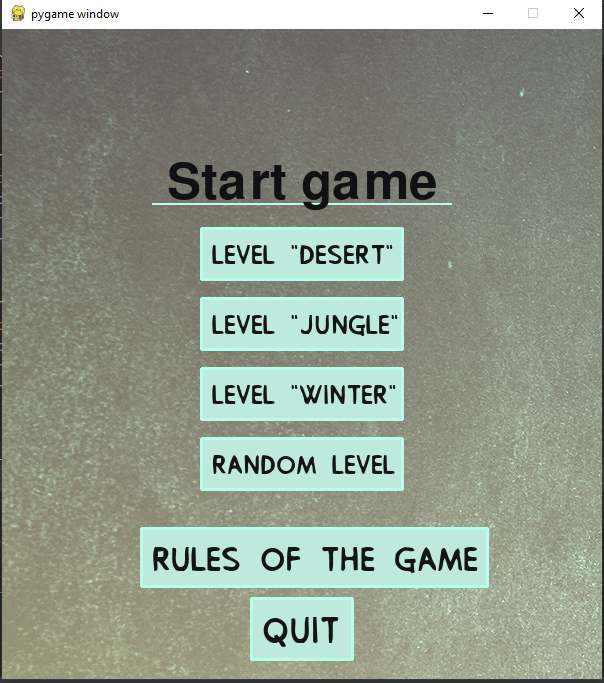 pygame window
Start game
LEVEL "DESERT"
LEVEL "JUNGLE"
LEVEL "WINTER"
RANDOM LEVEL
RULES OF THE GAME
QUIT